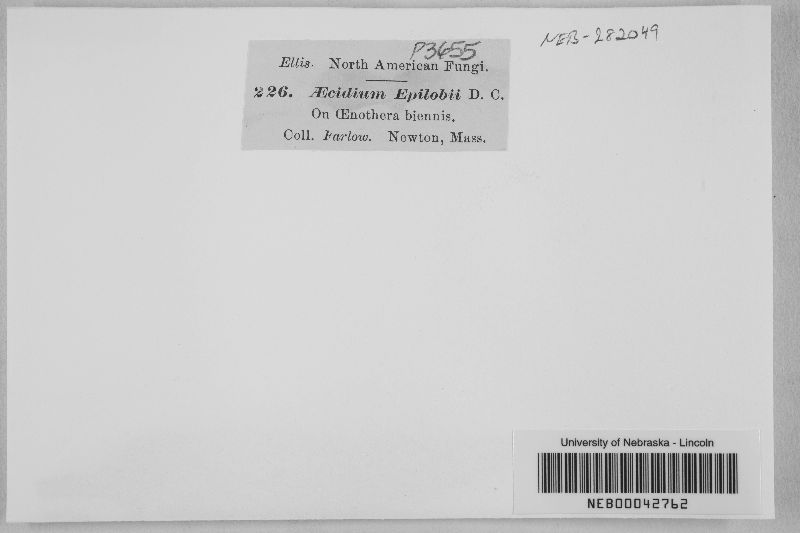 P3655
NEB-282049
Ellis. North American Fungi.
226. Æcidium Epilobii D. C.
On Œnothera biennis.
Coll. Farlow. Newton, Mass.
University of Nebraska - Lincoln
NEB00042762